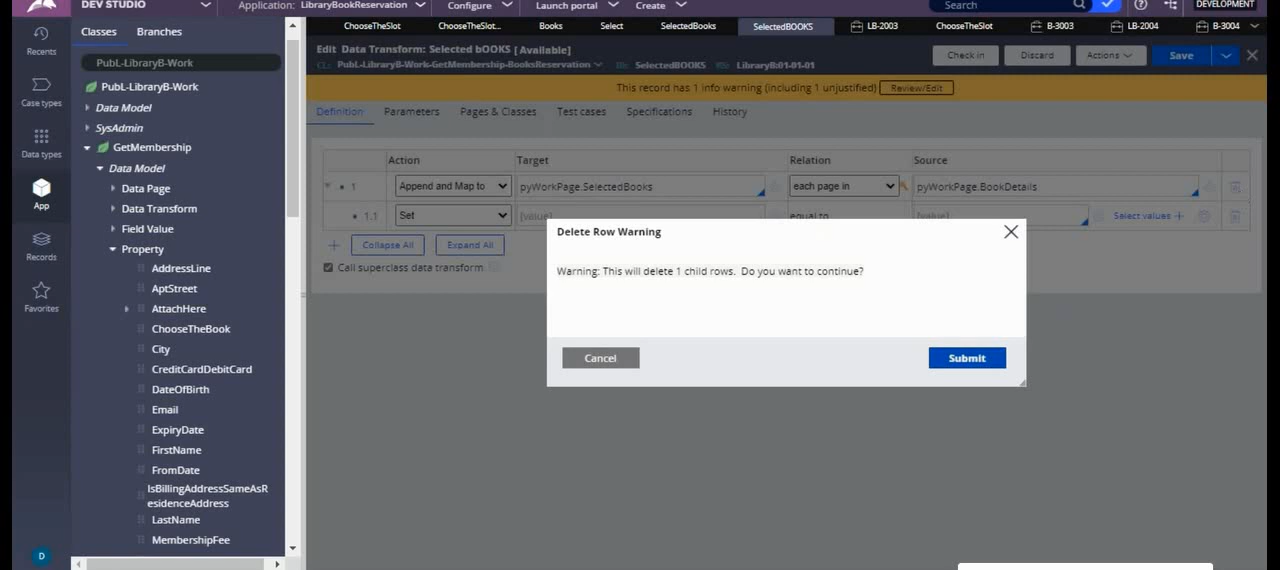 DEV STUDIO
Application: LibraryBookReservation
Configure
Launch portal
Create
Search
DEVELOPMENT
Recents
Case types
Data types
App
Records
Favorites
D
Classes
Branches
PubL-LibraryB-Work
PubL-LibraryB-Work
Data Model
SysAdmin
GetMembership
Data Model
Data Page
Data Transform
Field Value
Property
AddressLine
AptStreet
AttachHere
ChooseTheBook
City
CreditCardDebitCard
DateOfBirth
Email
ExpiryDate
FirstName
FromDate
IsBillingAddressSameAsR
esidenceAddress
LastName
MembershipFee
ChooseTheSlot
ChooseTheSlot...
Books
Select
SelectedBooks
SelectedBOOKS
LB-2003
ChooseTheSlot
B-3003
LB-2004
B-3004
Edit Data Transform: Selected bOOKS [Available]
CL: PubL-LibraryB-Work-GetMembership-BooksReservation
ID: SelectedBOOKS
RS: LibraryB:01-01-01
Check in
Discard
Actions
Save
This record has 1 info warning (including 1 unjustified)
Review/Edit
Definition
Parameters
Pages & Classes
Test cases
Specifications
History
Action
Target
Relation
Source
1
Append and Map to
pyWorkPage.SelectedBooks
each page in
pyWorkPage.BookDetails
1.1
Set
[value]
equal to
[value]
Select values +
Collapse All
Expand All
Call superclass data transform
Delete Row Warning
Warning: This will delete 1 child rows. Do you want to continue?
Cancel
Submit